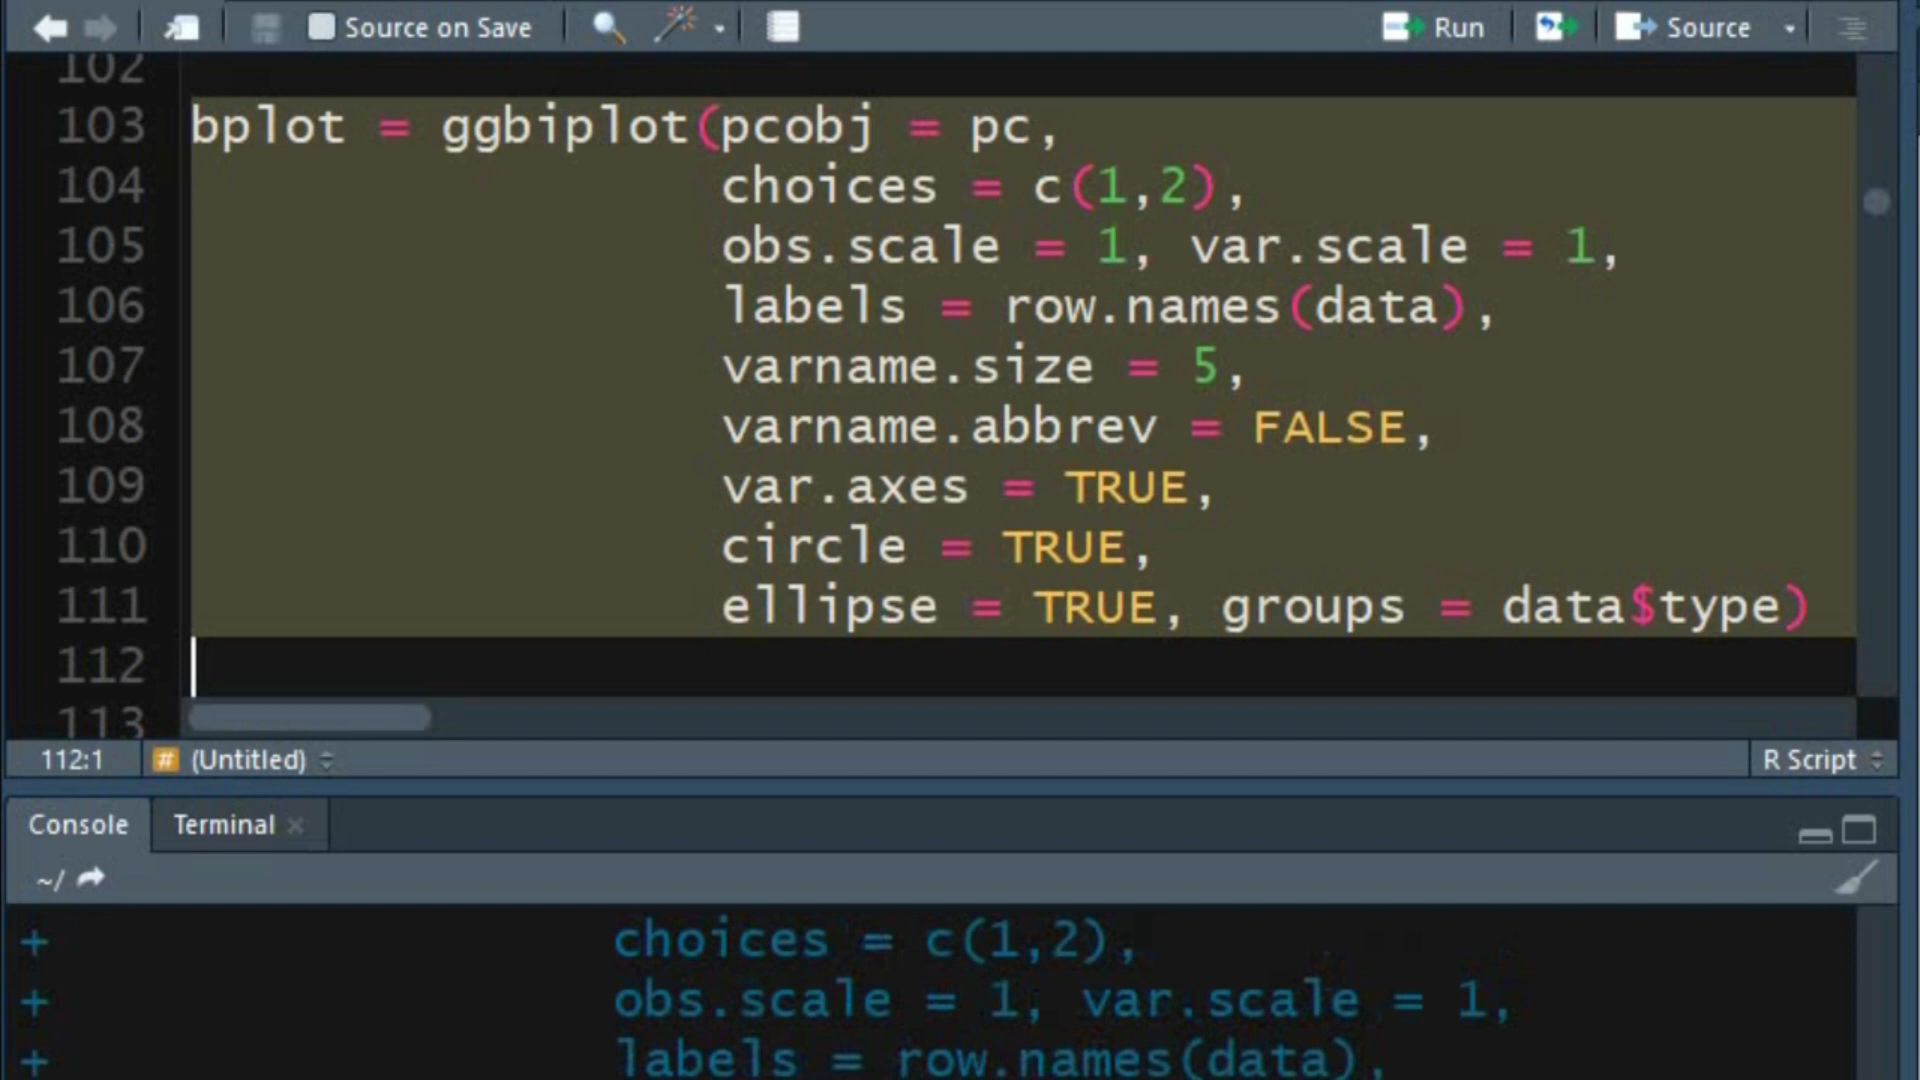 Source on Save Run Source
102
103 bplot = ggbiplot(pcobj = pc,
104 choices = c(1,2),
105 obs.scale = 1, var.scale = 1,
106 labels = row.names(data),
107 varname.size = 5,
108 varname.abbrev = FALSE,
109 var.axes = TRUE,
110 circle = TRUE,
111 ellipse = TRUE, groups = data$type)
112
113
112:1 # (Untitled) R Script
Console Terminal ×
~/
+ choices = c(1,2),
+ obs.scale = 1, var.scale = 1,
+ labels = row.names(data),